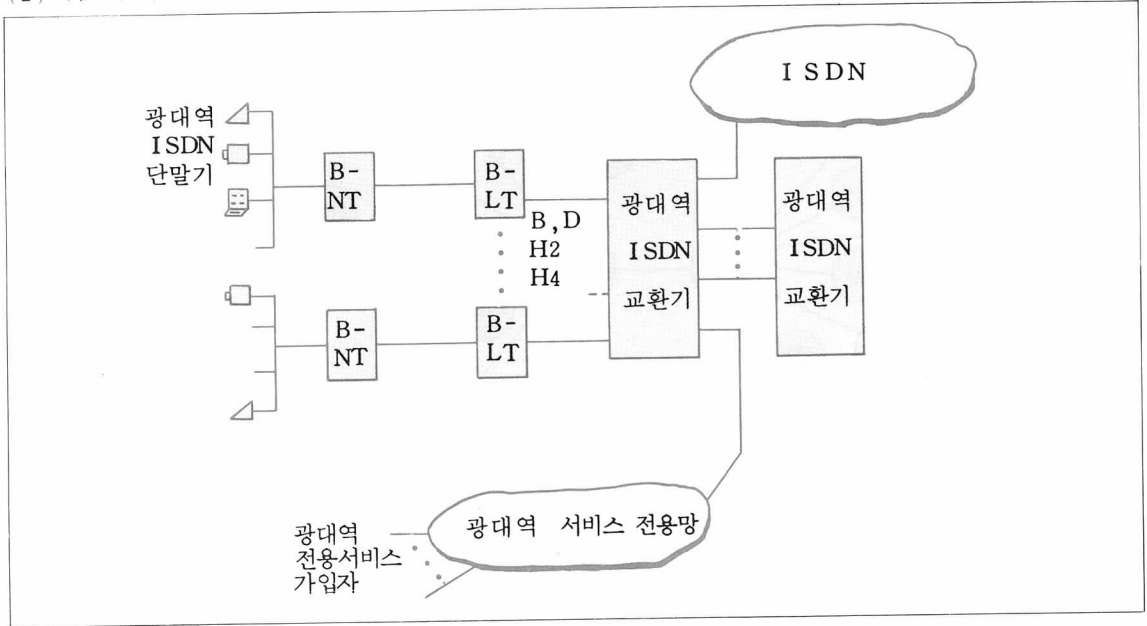 I SDN
광대역
ISDN
단말기
B-
NT
B-
LT
B,D
H2
H4
광대역
ISDN
교환기
광대역
ISDN
교환기
B-
NT
B-
LT
광대역 서비스 전용망
광대역
전용서비스
가입자